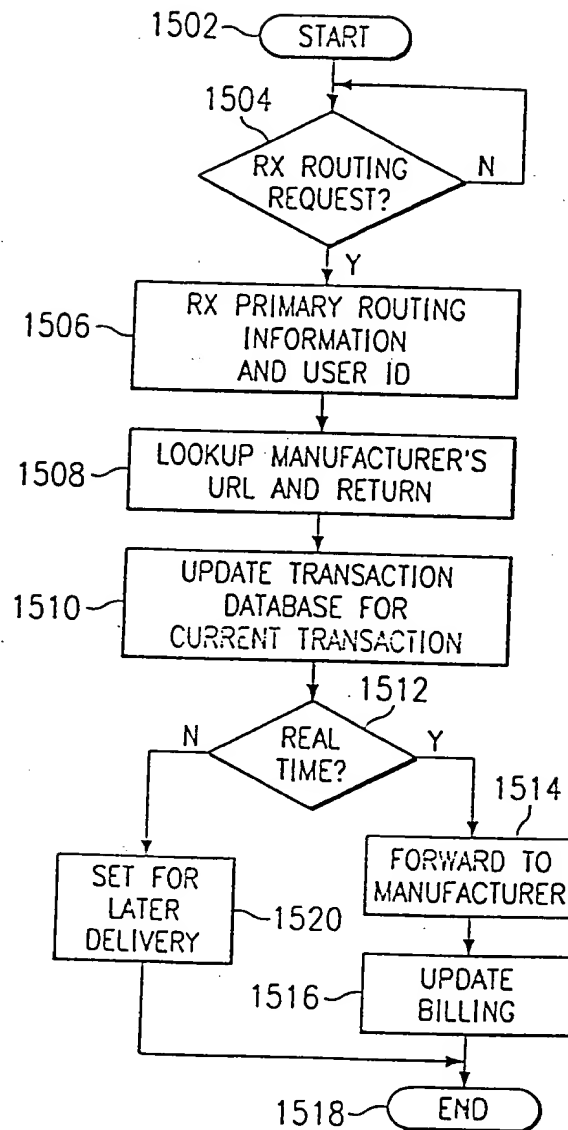 1502
START
1504
RX ROUTING
REQUEST?
N
Y
1506
RX PRIMARY ROUTING
INFORMATION
AND USER ID
1508
LOOKUP MANUFACTURER'S
URL AND RETURN
1510
UPDATE TRANSACTION
DATABASE FOR
CURRENT TRANSACTION
1512
N
REAL
TIME?
Y
1514
SET FOR
LATER
DELIVERY
1520
FORWARD TO
MANUFACTURER
1516
UPDATE
BILLING
1518
END